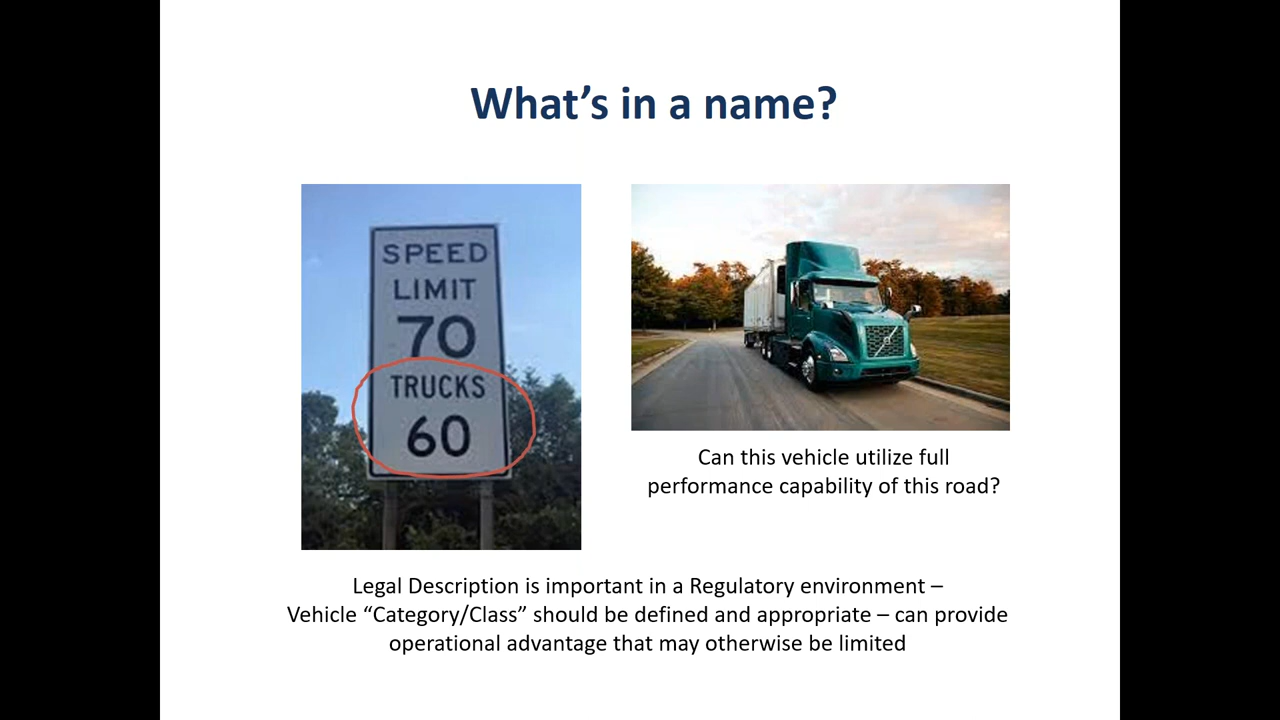 What’s in a name?
SPEED
LIMIT
70
TRUCKS
60
Can this vehicle utilize full
performance capability of this road?
Legal Description is important in a Regulatory environment –
Vehicle “Category/Class” should be defined and appropriate – can provide
operational advantage that may otherwise be limited